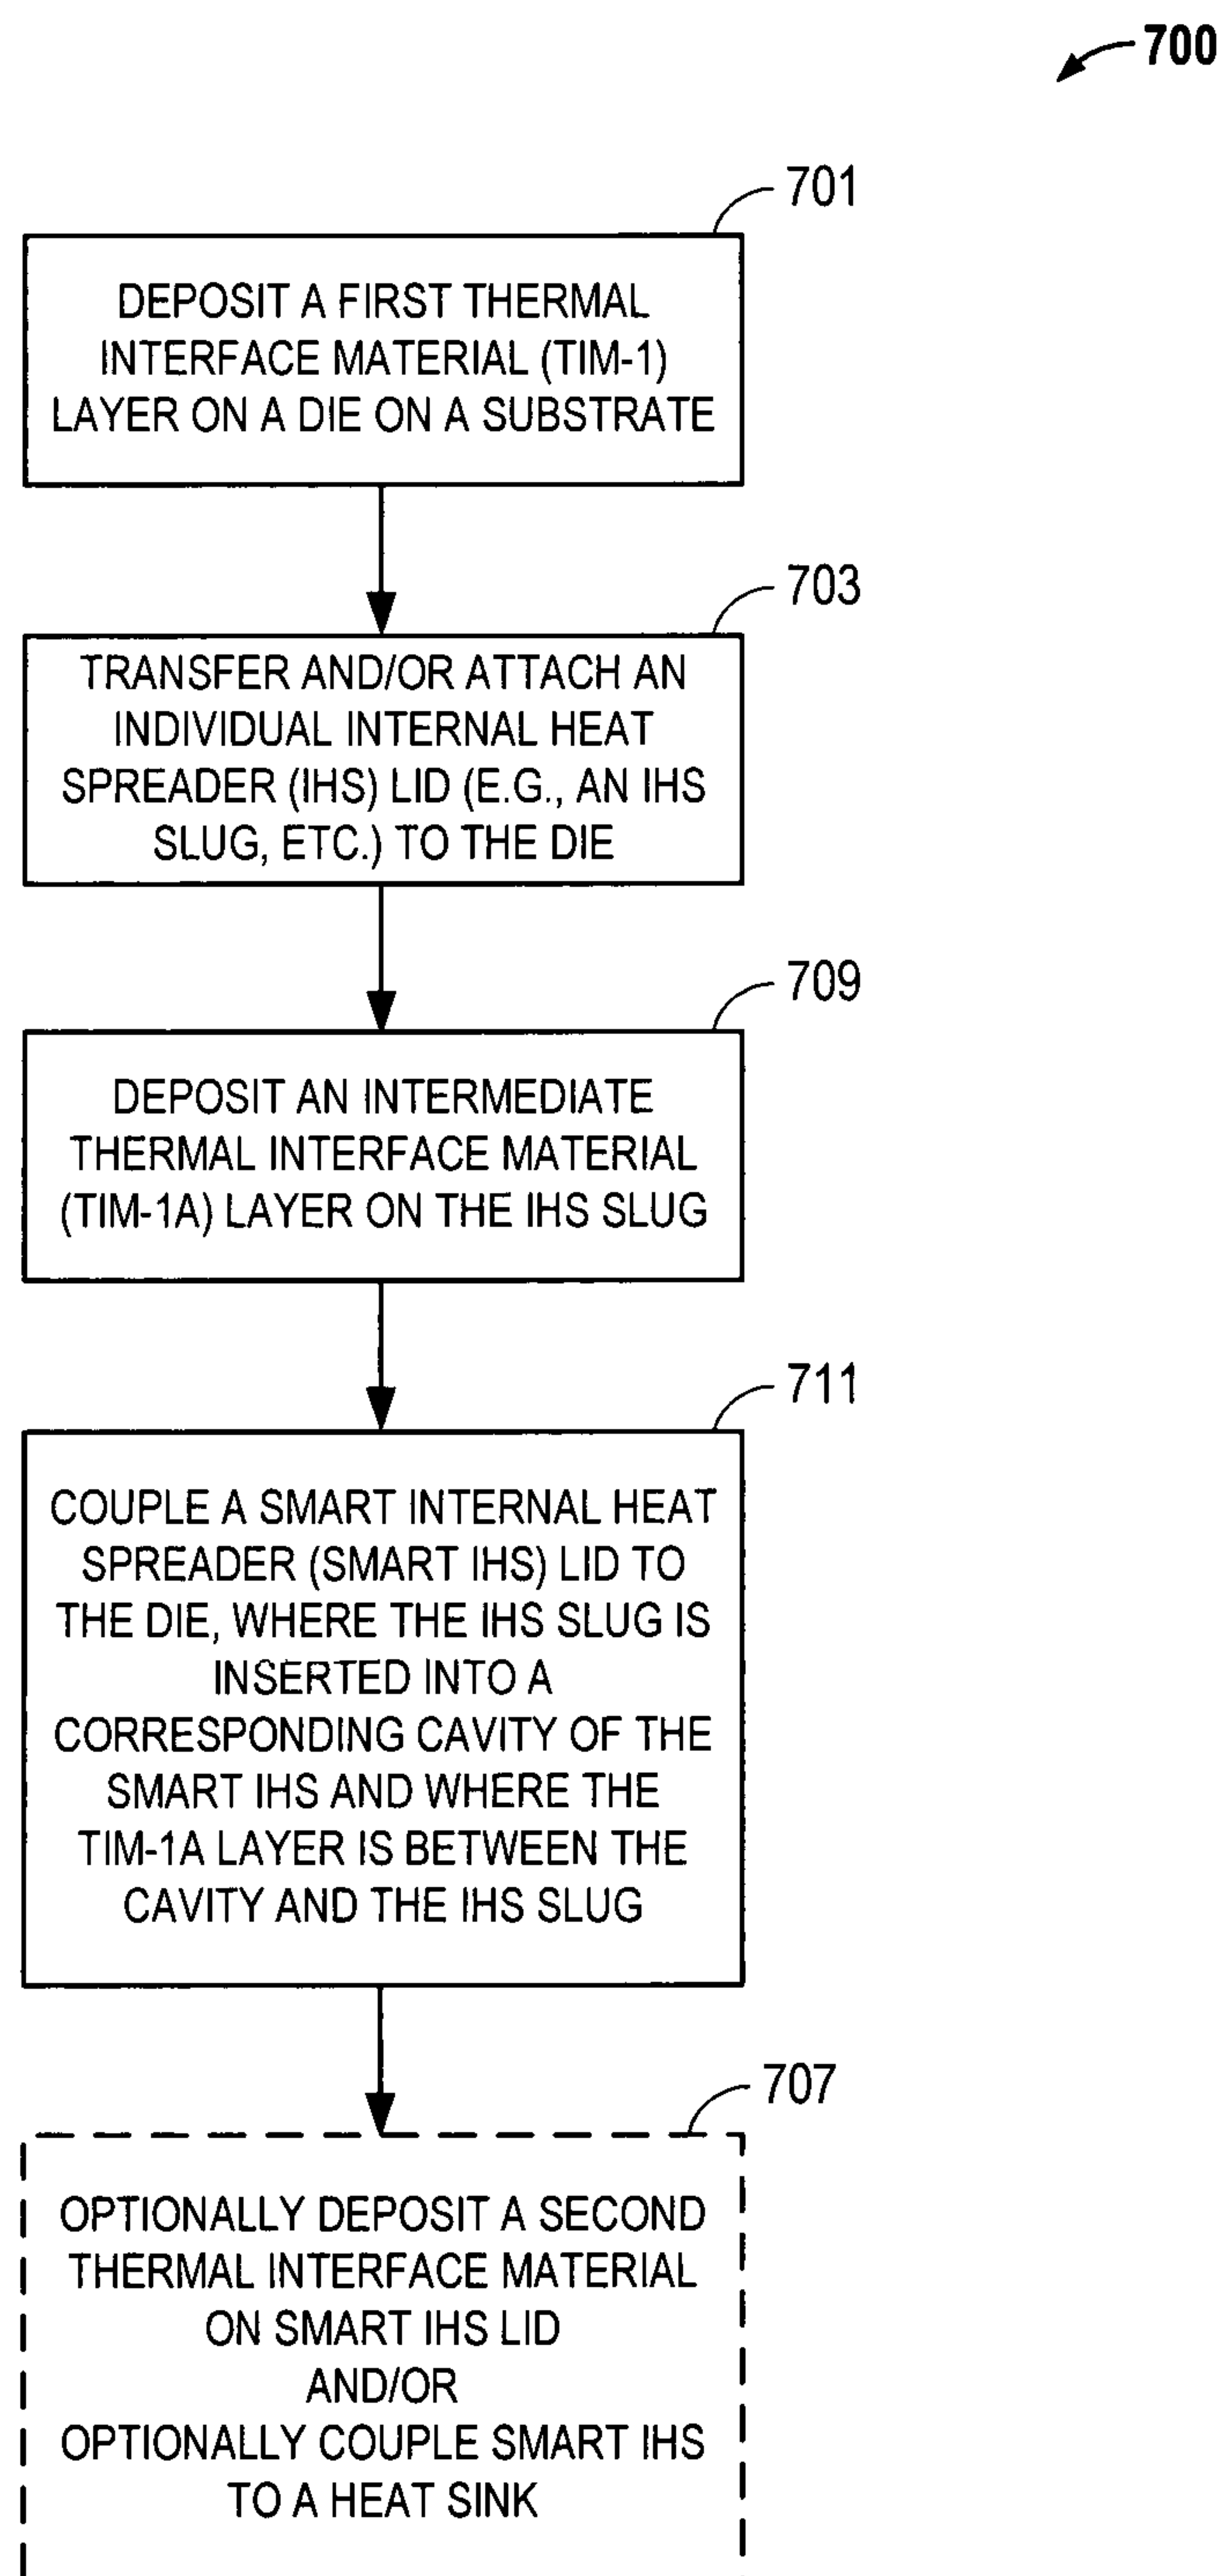 700
701
DEPOSIT A FIRST THERMAL
INTERFACE MATERIAL (TIM-1)
LAYER ON A DIE ON A SUBSTRATE
703
TRANSFER AND/OR ATTACH AN
INDIVIDUAL INTERNAL HEAT
SPREADER (IHS) LID (E.G., AN IHS
SLUG, ETC.) TO THE DIE
709
DEPOSIT AN INTERMEDIATE
THERMAL INTERFACE MATERIAL
(TIM-1A) LAYER ON THE IHS SLUG
711
COUPLE A SMART INTERNAL HEAT
SPREADER (SMART IHS) LID TO
THE DIE, WHERE THE IHS SLUG IS
INSERTED INTO A
CORRESPONDING CAVITY OF THE
SMART IHS AND WHERE THE
TIM-1A LAYER IS BETWEEN THE
CAVITY AND THE IHS SLUG
707
OPTIONALLY DEPOSIT A SECOND
THERMAL INTERFACE MATERIAL
ON SMART IHS LID
AND/OR
OPTIONALLY COUPLE SMART IHS
TO A HEAT SINK